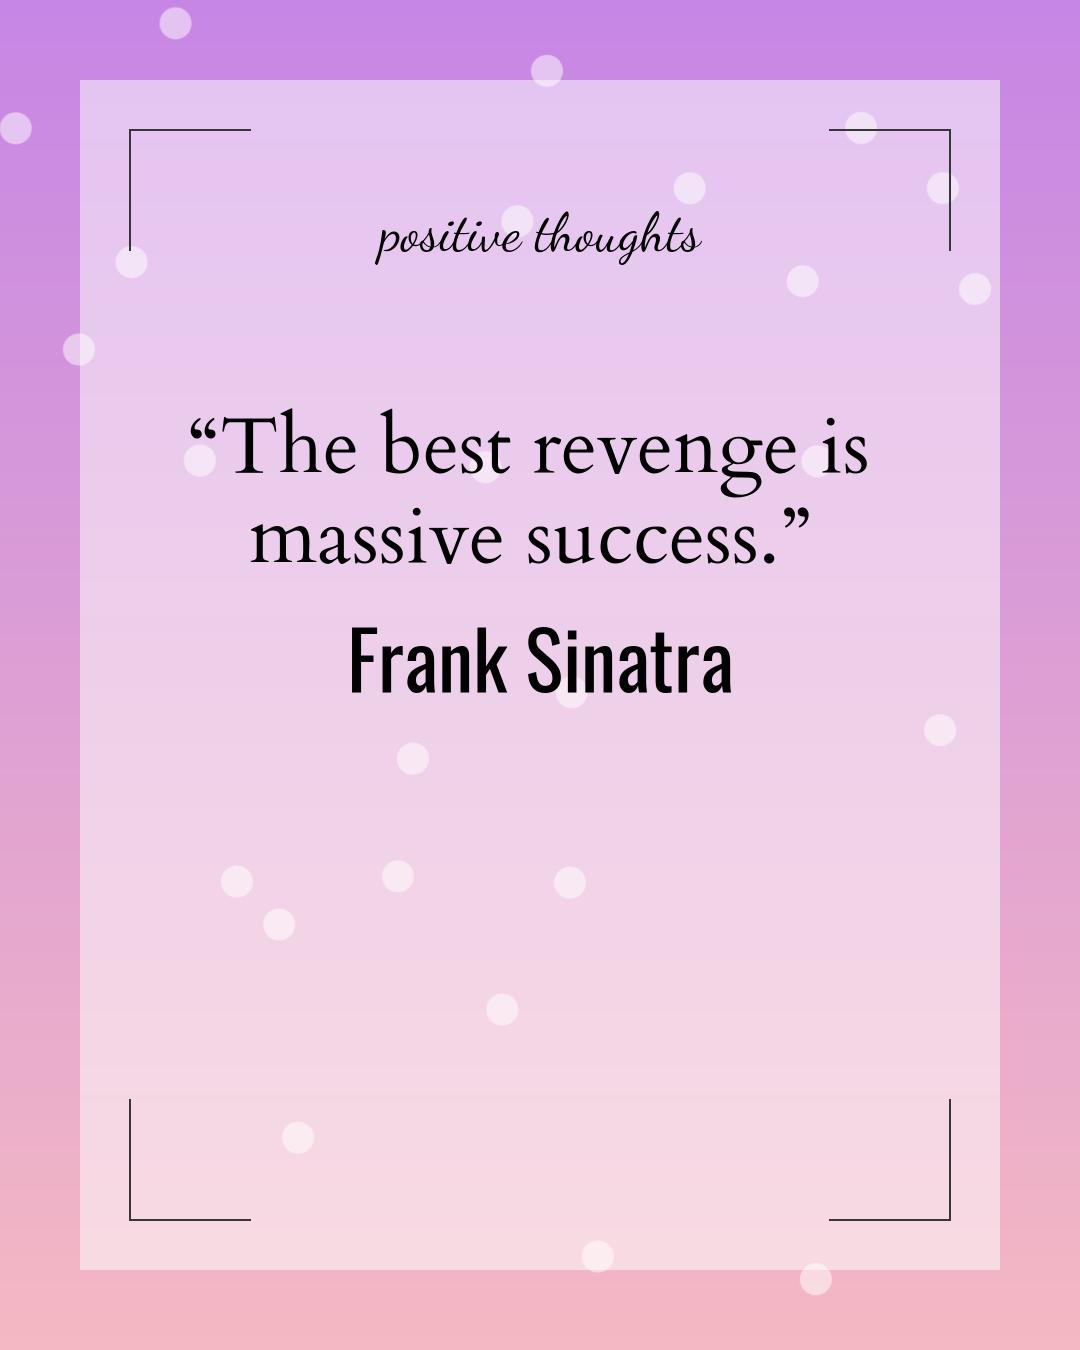 positive thoughts
“The best revenge is
massive success.”
Frank Sinatra